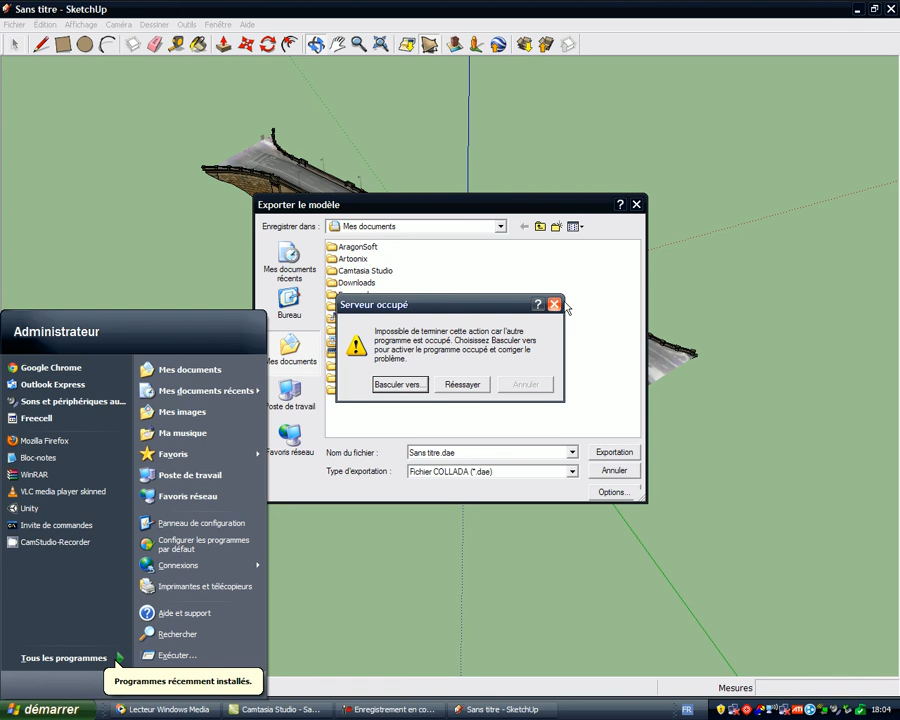 Sans titre - SketchUp
Fichier Édition Affichage Caméra Dessiner Outils Fenêtre Aide
Exporter le modèle
Enregistrer dans : Mes documents
Mes documents
récents
Bureau
Mes documents
Poste de travail
Favoris réseau
AragonSoft
Artoonix
Camtasia Studio
Downloads
Serveur occupé
Impossible de terminer cette action car l'autre
programme est occupé. Choisissez Basculer vers
pour activer le programme occupé et corriger le
problème.
Basculer vers... Réessayer Annuler
Nom du fichier : Sans titre.dae Exportation
Type d'exportation : Fichier COLLADA (*.dae) Annuler
Options...
Administrateur
Google Chrome
Outlook Express
Sons et périphériques au...
Freecell
Mozilla Firefox
Bloc-notes
WinRAR
VLC media player skinned
Unity
Invite de commandes
CamStudio-Recorder
Tous les programmes
Mes documents
Mes documents récents
Mes images
Ma musique
Favoris
Poste de travail
Favoris réseau
Panneau de configuration
Configurer les programmes
par défaut
Connexions
Imprimantes et télécopieurs
Aide et support
Rechercher
Exécuter...
Programmes récemment installés.
Mesures
démarrer Lecteur Windows Media Camtasia Studio - Sa... Enregistrement en co... Sans titre - SketchUp FR 18:04